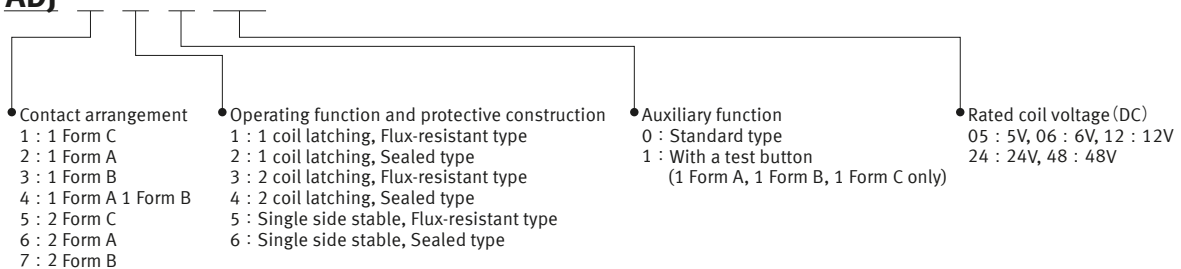 ADJ
Contact arrangement
1 : 1 Form C
2 : 1 Form A
3 : 1 Form B
4 : 1 Form A 1 Form B
5 : 2 Form C
6 : 2 Form A
7 : 2 Form B
Operating function and protective construction
1 : 1 coil latching, Flux-resistant type
2 : 1 coil latching, Sealed type
3 : 2 coil latching, Flux-resistant type
4 : 2 coil latching, Sealed type
5 : Single side stable, Flux-resistant type
6 : Single side stable, Sealed type
Auxiliary function
0 : Standard type
1 : With a test button
(1 Form A, 1 Form B, 1 Form C only)
Rated coil voltage (DC)
05 : 5V, 06 : 6V, 12 : 12V
24 : 24V, 48 : 48V